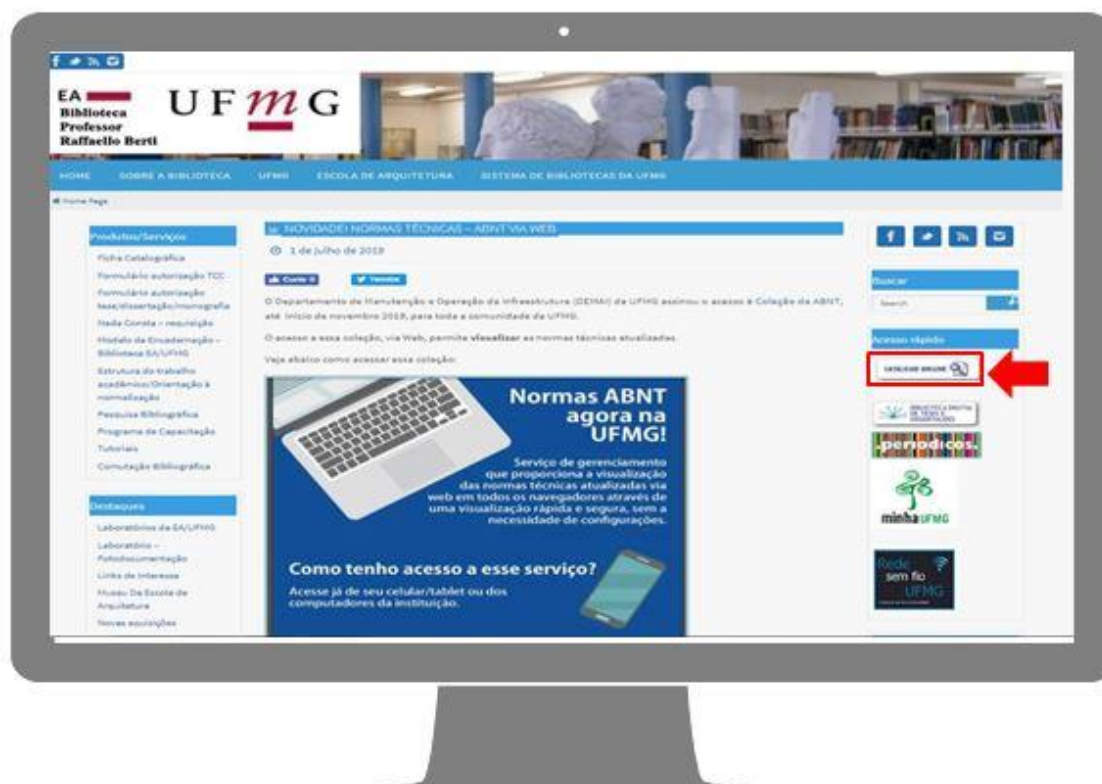 EA
Biblioteca
Professor
Raffaello Berti
UFmG
HOME SOBRE A BIBLIOTECA UFMG ESCOLA DE ARQUITETURA SISTEMA DE BIBLIOTECAS DA UFMG
Home Page
Produtos/Serviços
Ficha Catalográfica
Formulário autorização TCC
Formulário autorização
tese/dissertação/monografia
Nada Consta – requisição
Modelo de Encadernação –
Biblioteca EA/UFMG
Estrutura do trabalho
acadêmico/Orientação à
normalização
Pesquisa Bibliográfica
Programa de Capacitação
Tutoriais
Comutação Bibliográfica
Destaques
Laboratórios da EA/UFMG
Laboratório –
Fotodocumentação
Links de Interesse
Museu Da Escola de
Arquitetura
Novas aquisições
NOVIDADE! NORMAS TÉCNICAS – ABNT VIA WEB
1 de julho de 2019
Curtir 0 Tweetar
O Departamento de Manutenção e Operação da Infraestrutura (DEMAI) da UFMG assinou o acesso à Coleção da ABNT,
até início de novembro 2019, para toda a comunidade da UFMG.
O acesso a essa coleção, via Web, permite visualizar as normas técnicas atualizadas.
Veja abaixo como acessar essa coleção:
Normas ABNT
agora na
UFMG!
Serviço de gerenciamento
que proporciona a visualização
das normas técnicas atualizadas via
web em todos os navegadores através de
uma visualização rápida e segura, sem a
necessidade de configurações.
Como tenho acesso a esse serviço?
Acesse já de seu celular/tablet ou dos
computadores da instituição.
Buscar
Search
Acesso rápido
CATÁLOGO ONLINE
BIBLIOTECA DIGITAL
DE TESES E
DISSERTAÇÕES
.periodicos.
minhaUFMG
Rede
sem fio
UFMG